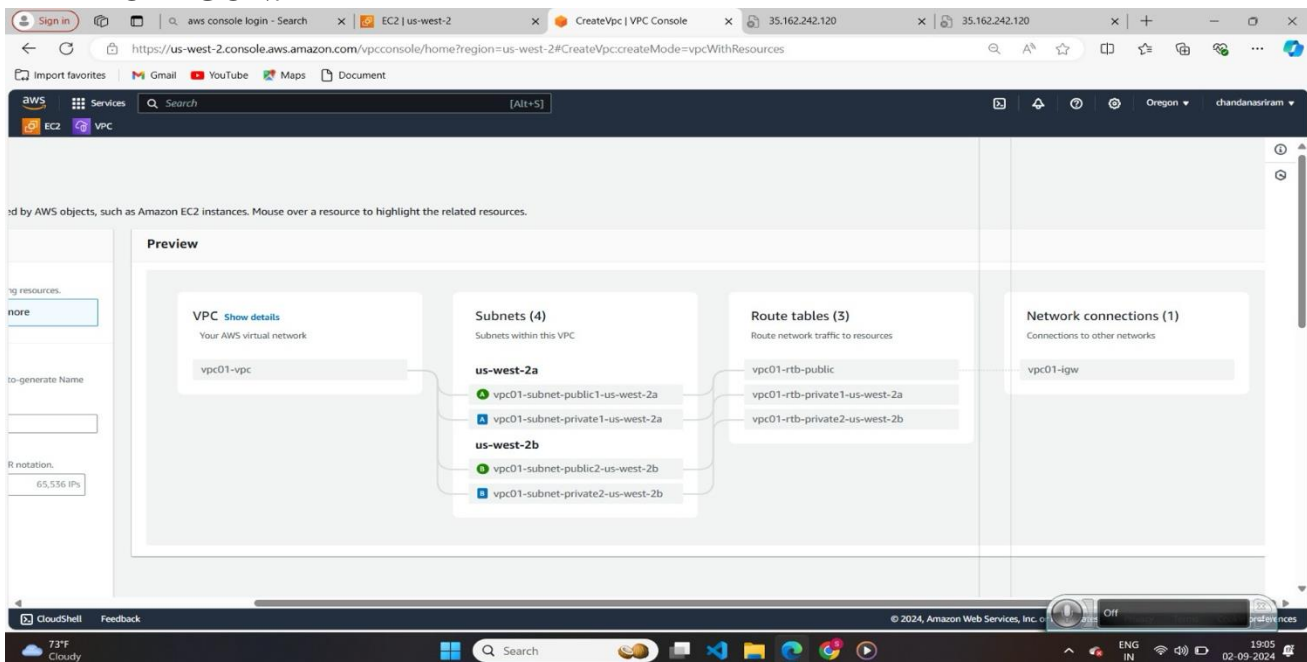 Sign in
aws console login - Search
EC2 | us-west-2
CreateVpc | VPC Console
35.162.242.120
35.162.242.120
https://us-west-2.console.aws.amazon.com/vpcconsole/home?region=us-west-2#CreateVpc:createMode=vpcWithResources
Import favorites
Gmail
YouTube
Maps
Document
aws
Services
Search
[Alt+S]
Oregon
chandanasriram
EC2
VPC
ed by AWS objects, such as Amazon EC2 instances. Mouse over a resource to highlight the related resources.
Preview
ng resources.
more
to-generate Name
R notation.
65,536 IPs
VPC Show details
Your AWS virtual network
vpc01-vpc
Subnets (4)
Subnets within this VPC
us-west-2a
A vpc01-subnet-public1-us-west-2a
A vpc01-subnet-private1-us-west-2a
us-west-2b
B vpc01-subnet-public2-us-west-2b
B vpc01-subnet-private2-us-west-2b
Route tables (3)
Route network traffic to resources
vpc01-rtb-public
vpc01-rtb-private1-us-west-2a
vpc01-rtb-private2-us-west-2b
Network connections (1)
Connections to other networks
vpc01-igw
CloudShell
Feedback
© 2024, Amazon Web Services, Inc. o
Off
73°F
Cloudy
Search
ENG
IN
19:05
02-09-2024